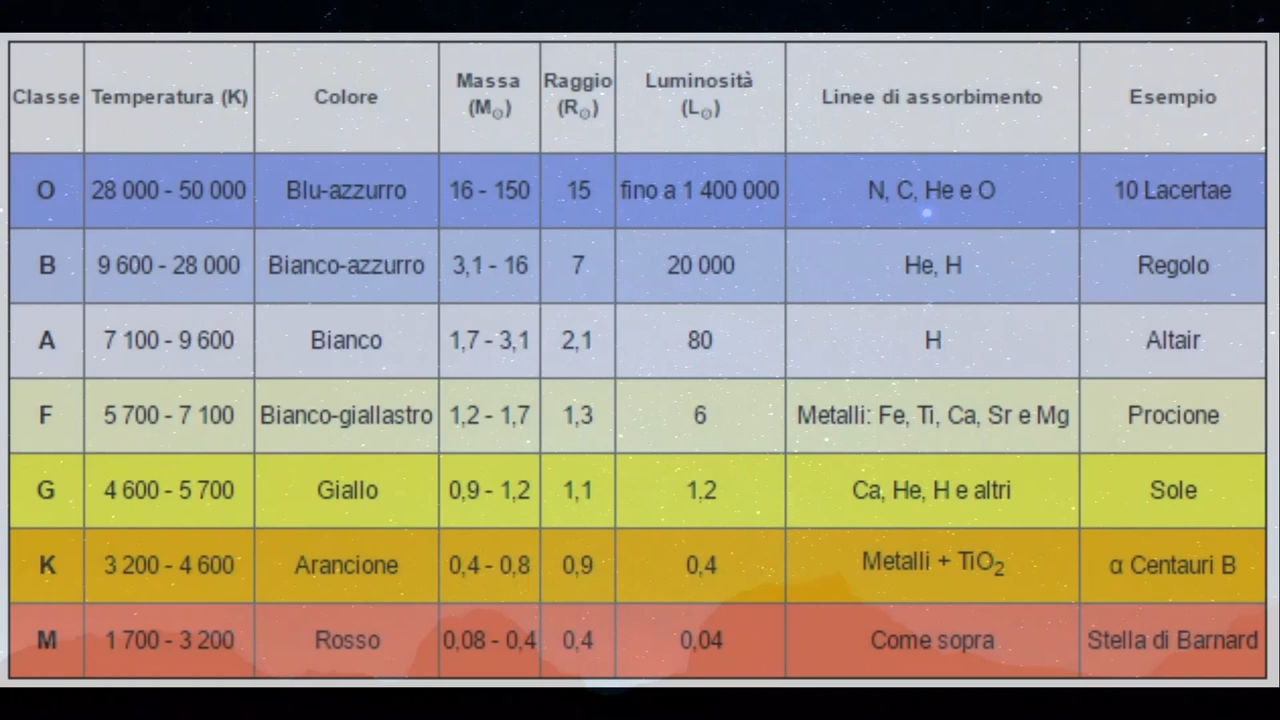 Classe Temperatura (K) Colore Massa (M☉) Raggio (R☉) Luminosità (L☉) Linee di assorbimento Esempio
O 28 000 - 50 000 Blu-azzurro 16 - 150 15 fino a 1 400 000 N, C, He e O 10 Lacertae
B 9 600 - 28 000 Bianco-azzurro 3,1 - 16 7 20 000 He, H Regolo
A 7 100 - 9 600 Bianco 1,7 - 3,1 2,1 80 H Altair
F 5 700 - 7 100 Bianco-giallastro 1,2 - 1,7 1,3 6 Metalli: Fe, Ti, Ca, Sr e Mg Procione
G 4 600 - 5 700 Giallo 0,9 - 1,2 1,1 1,2 Ca, He, H e altri Sole
K 3 200 - 4 600 Arancione 0,4 - 0,8 0,9 0,4 Metalli + TiO₂ α Centauri B
M 1 700 - 3 200 Rosso 0,08 - 0,4 0,4 0,04 Come sopra Stella di Barnard